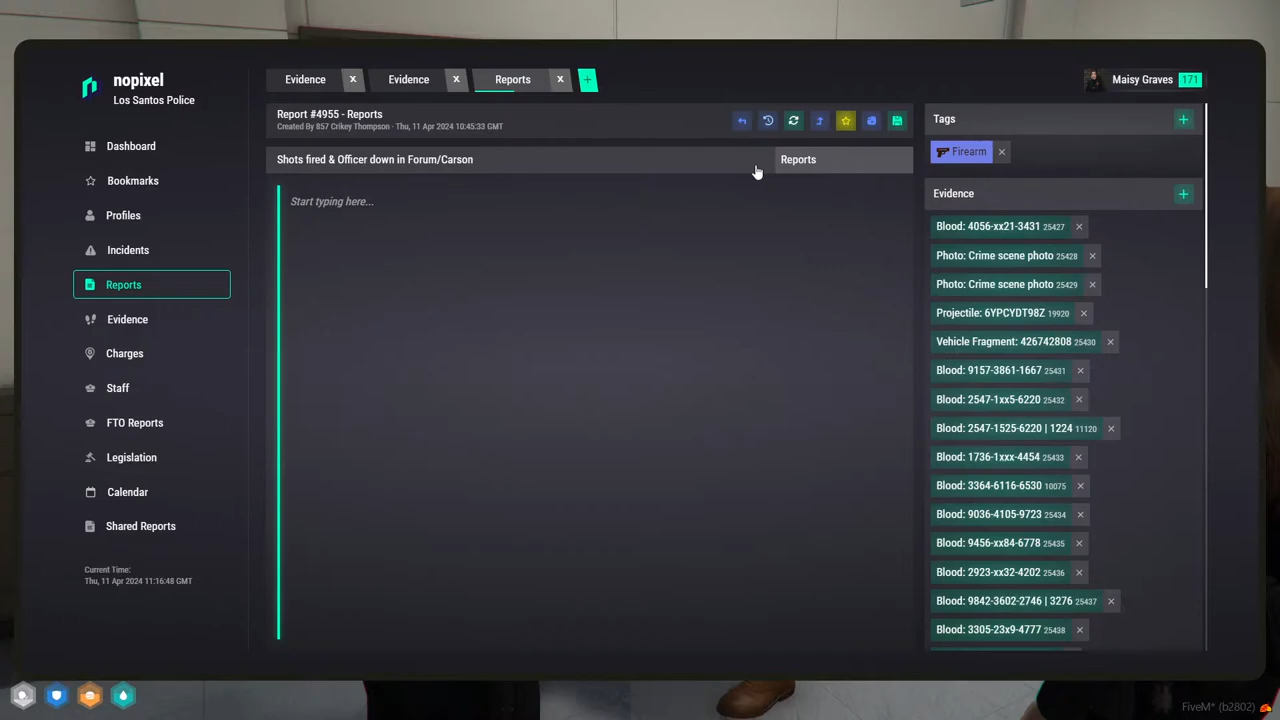 nopixel
Los Santos Police
Dashboard
Bookmarks
Profiles
Incidents
Reports
Evidence
Charges
Staff
FTO Reports
Legislation
Calendar
Shared Reports
Current Time:
Thu, 11 Apr 2024 11:16:48 GMT
Evidence x
Evidence x
Reports x
+
Maisy Graves 171
Report #4955 - Reports
Created By 857 Crikey Thompson - Thu, 11 Apr 2024 10:45:33 GMT
Shots fired & Officer down in Forum/Carson
Reports
Start typing here...
Tags +
Firearm ×
Evidence +
Blood: 4056-xx21-3431 25427 ×
Photo: Crime scene photo 25428 ×
Photo: Crime scene photo 25429 ×
Projectile: 6YPCYDT98Z 19920 ×
Vehicle Fragment: 426742808 25430 ×
Blood: 9157-3861-1667 25431 ×
Blood: 2547-1xx5-6220 25432 ×
Blood: 2547-1525-6220 | 1224 11120 ×
Blood: 1736-1xxx-4454 25433 ×
Blood: 3364-6116-6530 10075 ×
Blood: 9036-4105-9723 25434 ×
Blood: 9456-xx84-6778 25435 ×
Blood: 2923-xx32-4202 25436 ×
Blood: 9842-3602-2746 | 3276 25437 ×
Blood: 3305-23x9-4777 25438 ×
FiveM* (b2802)